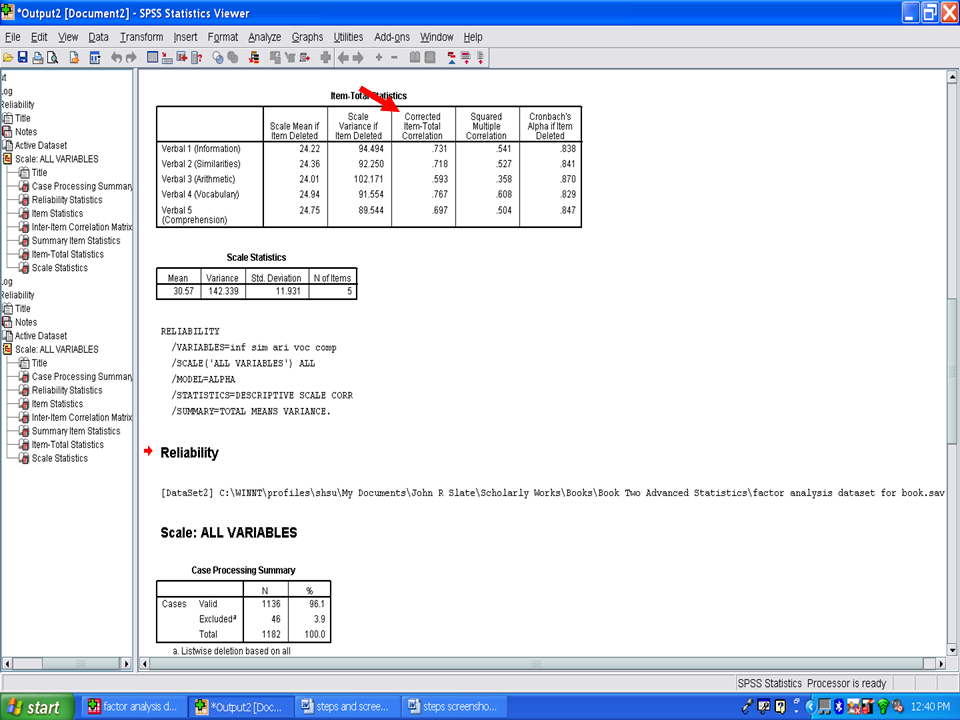 *Output2 [Document2] - SPSS Statistics Viewer
File Edit View Data Transform Insert Format Analyze Graphs Utilities Add-ons Window Help
Reliability
Title
Notes
Active Dataset
Scale: ALL VARIABLES
Title
Case Processing Summary
Reliability Statistics
Item Statistics
Inter-Item Correlation Matrix
Summary Item Statistics
Item-Total Statistics
Scale Statistics
Reliability
Title
Notes
Active Dataset
Scale: ALL VARIABLES
Title
Case Processing Summary
Reliability Statistics
Item Statistics
Inter-Item Correlation Matrix
Summary Item Statistics
Item-Total Statistics
Scale Statistics
Item-Total Statistics
Scale Mean if Item Deleted Scale Variance if Item Deleted Corrected Item-Total Correlation Squared Multiple Correlation Cronbach's Alpha if Item Deleted
Verbal 1 (Information) 24.22 94.494 .731 .541 .838
Verbal 2 (Similarities) 24.36 92.250 .718 .527 .841
Verbal 3 (Arithmetic) 24.01 102.171 .593 .358 .870
Verbal 4 (Vocabulary) 24.94 91.554 .767 .608 .829
Verbal 5 (Comprehension) 24.75 89.544 .697 .504 .847
Scale Statistics
Mean Variance Std. Deviation N of Items
30.57 142.339 11.931 5
RELIABILITY
/VARIABLES=inf sim ari voc comp
/SCALE('ALL VARIABLES') ALL
/MODEL=ALPHA
/STATISTICS=DESCRIPTIVE SCALE CORR
/SUMMARY=TOTAL MEANS VARIANCE.
Reliability
[DataSet2] C:\WINNT\profiles\shsu\My Documents\John R Slate\Scholarly Works\Books\Book Two Advanced Statistics\factor analysis dataset for book.sav
Scale: ALL VARIABLES
Case Processing Summary
N %
Cases Valid 1136 96.1
Excludeda 46 3.9
Total 1182 100.0
a. Listwise deletion based on all
SPSS Statistics Processor is ready
start factor analysis d... *Output2 [Doc... steps and scree... steps screensho... 12:40 PM